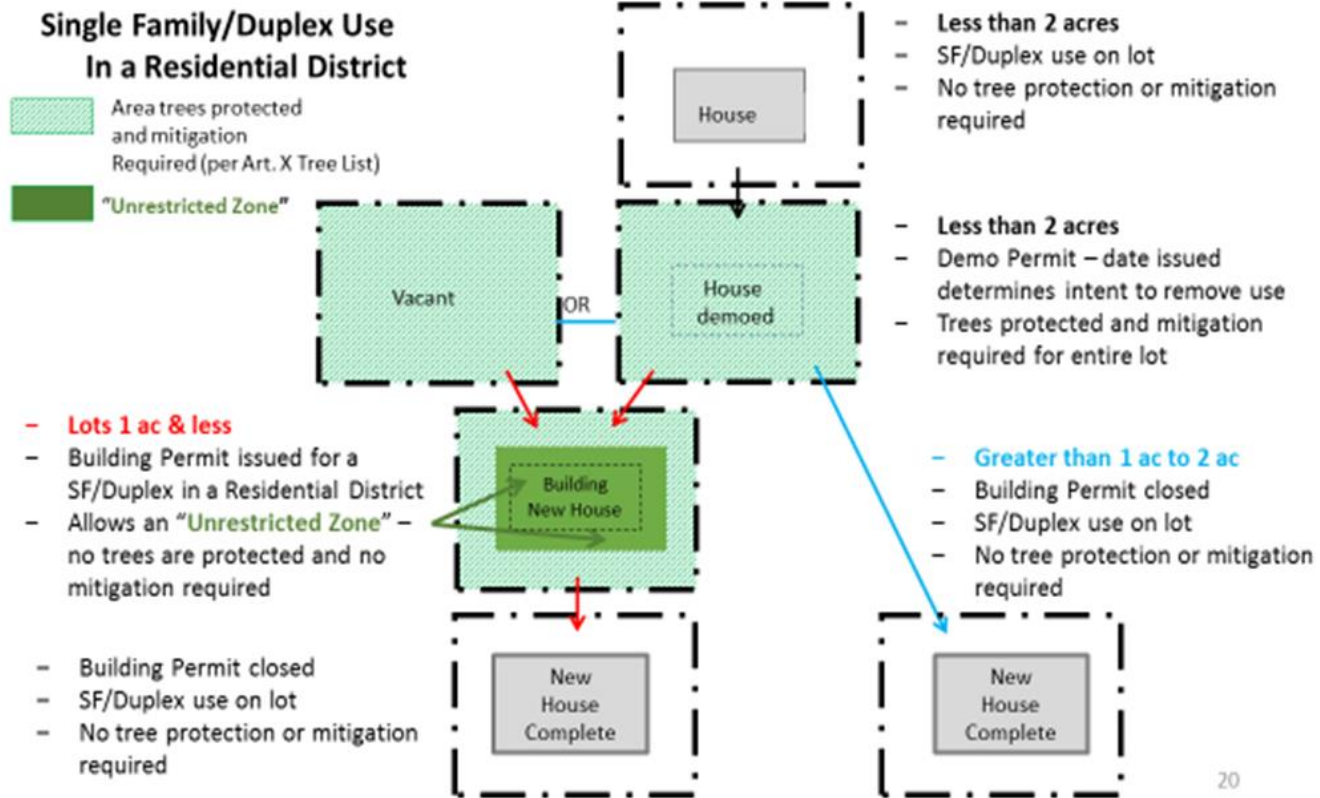 Single Family/Duplex Use
In a Residential District
Area trees protected
and mitigation
Required (per Art. X Tree List)
"Unrestricted Zone"
House
– Less than 2 acres
– SF/Duplex use on lot
– No tree protection or mitigation
required
Vacant
OR
House
demoed
– Less than 2 acres
– Demo Permit – date issued
determines intent to remove use
– Trees protected and mitigation
required for entire lot
– Lots 1 ac & less
– Building Permit issued for a
SF/Duplex in a Residential District
– Allows an "Unrestricted Zone" –
no trees are protected and no
mitigation required
Building
New House
– Greater than 1 ac to 2 ac
– Building Permit closed
– SF/Duplex use on lot
– No tree protection or mitigation
required
– Building Permit closed
– SF/Duplex use on lot
– No tree protection or mitigation
required
New
House
Complete
New
House
Complete
20